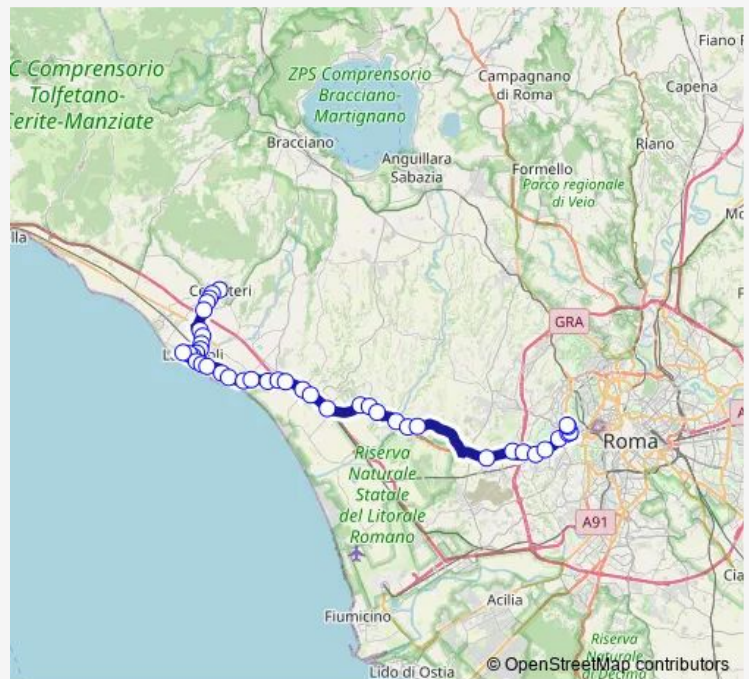 C Comprensorio
Tolfetano-
Cerite-Manziate
ZPS Comprensorio
Bracciano-
Martignano
Bracciano
Anguillara
Sabazia
Campagnano
di Roma
Fiano R
Capena
Riano
Formello
Parco regionale
di Veio
GRA
Roma
A91
Riserva
Naturale
Statale
del Litorale
Romano
Fiumicino
Acilia
Cia
Lido di Ostia
Riserva
Naturale
© OpenStreetMap contributors